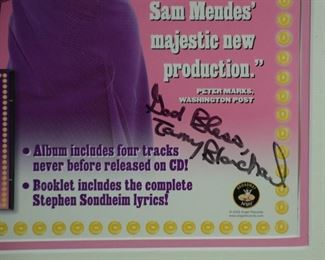 Sam Mendes'
majestic new
production."
PETER MARKS,
WASHINGTON POST
God Bless,
Tammy Blanchard
• Album includes four tracks
never before released on CD!
• Booklet includes the complete
Stephen Sondheim lyrics!